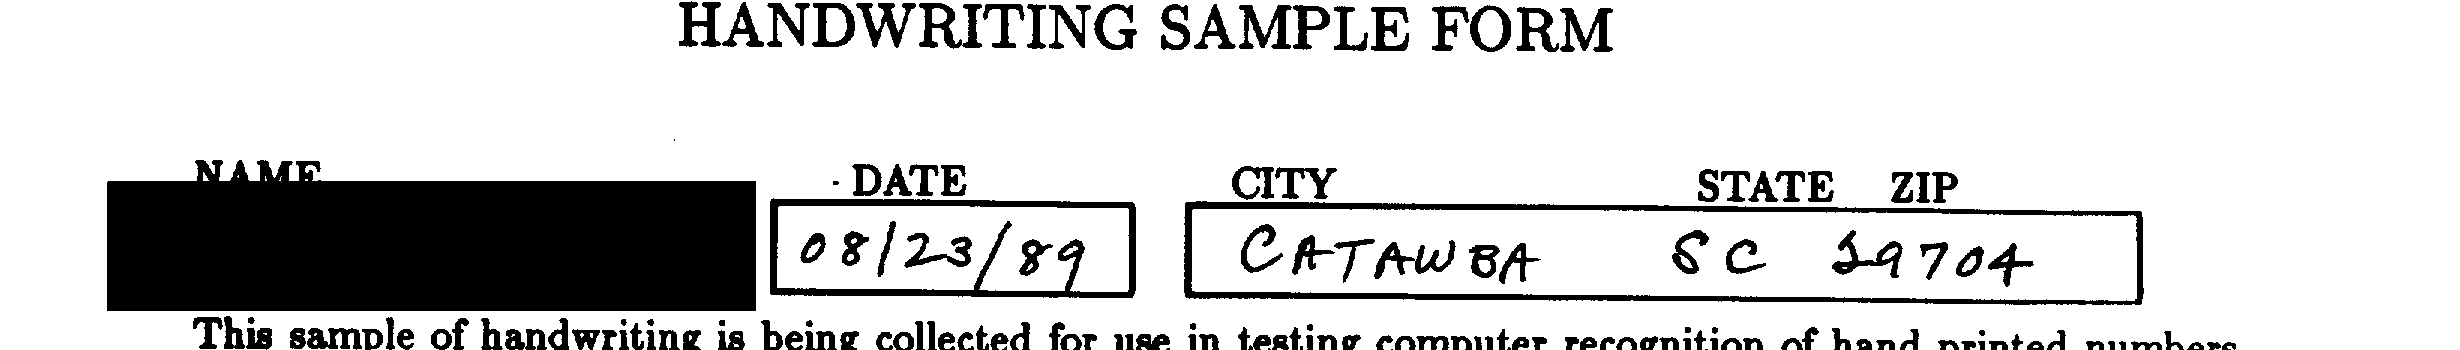 HANDWRITING SAMPLE FORM
NAME DATE CITY STATE ZIP
08/23/89 CATAWBA SC 29704
This sample of handwriting is being collected for use in testing computer recognition of hand printed numbers